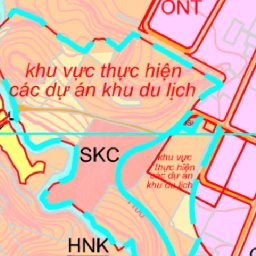 ONT
khu vực thực hiện
các dự án khu du lịch
SKC
khu vực
thực hiện
các dự án
khu du lịch
HNK